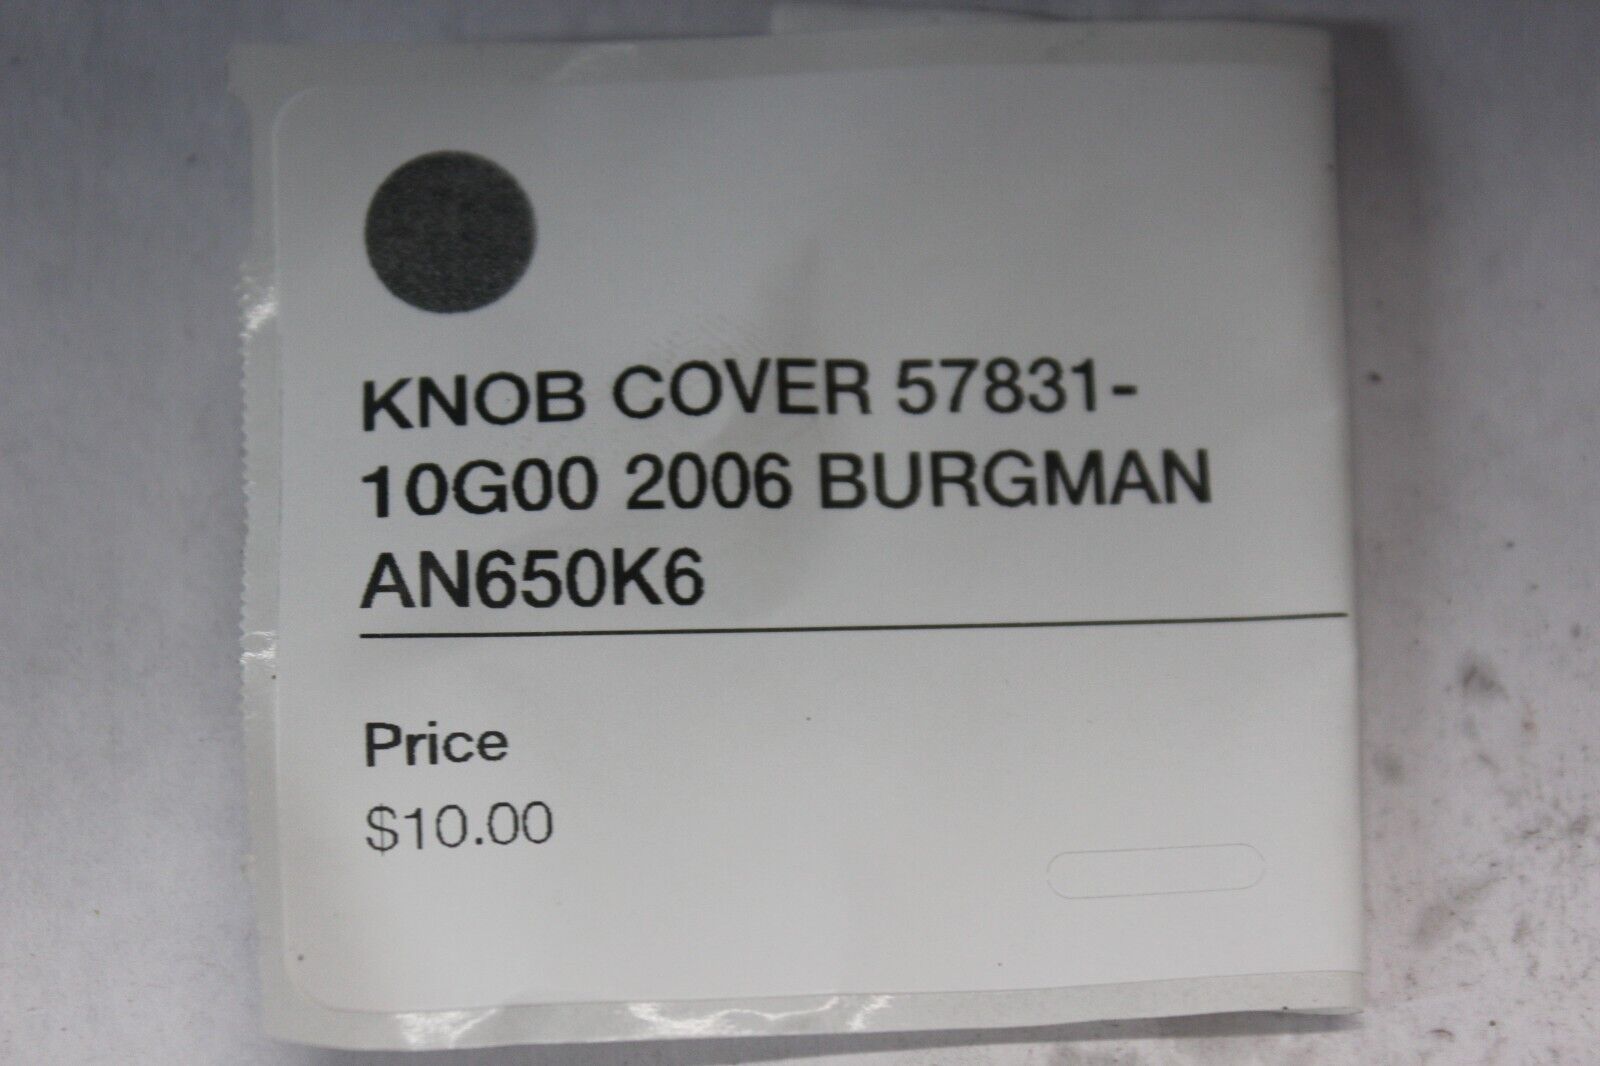 KNOB COVER 57831-
10G00 2006 BURGMAN
AN650K6
Price
$10.00